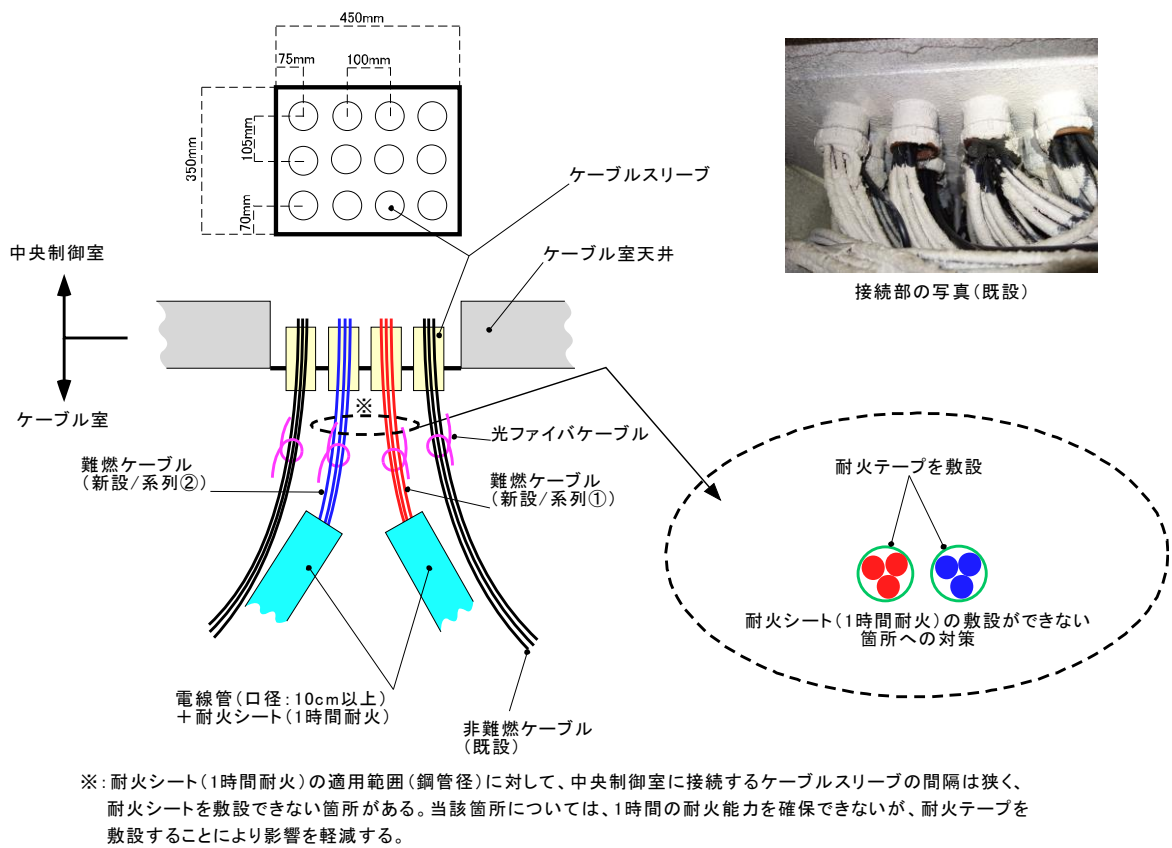 450mm
75mm
100mm
350mm
105mm
70mm
ケーブルスリーブ
ケーブル室天井
接続部の写真(既設)
中央制御室
ケーブル室
※
光ファイバケーブル
難燃ケーブル
(新設/系列②)
難燃ケーブル
(新設/系列①)
耐火テープを敷設
耐火シート(1時間耐火)の敷設ができない
箇所への対策
電線管(口径:10cm以上)
+耐火シート(1時間耐火)
非難燃ケーブル
(既設)
※:耐火シート(1時間耐火)の適用範囲(鋼管径)に対して、中央制御室に接続するケーブルスリーブの間隔は狭く、
耐火シートを敷設できない箇所がある。当該箇所については、1時間の耐火能力を確保できないが、耐火テープを
敷設することにより影響を軽減する。